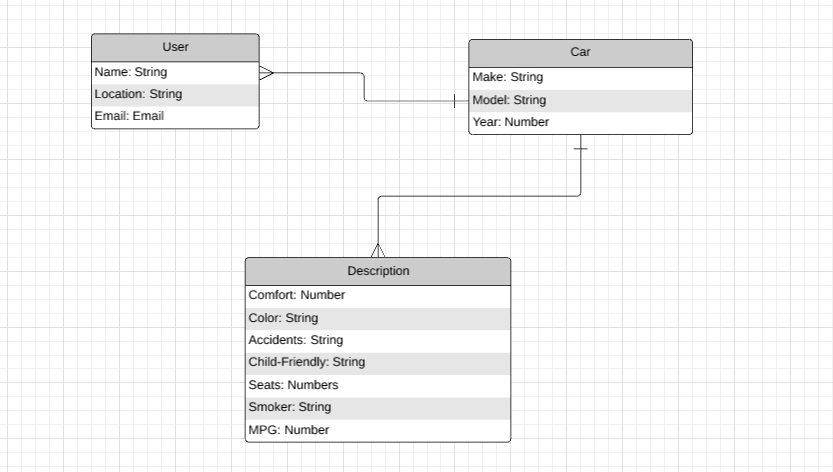 User
Name: String
Location: String
Email: Email
Car
Make: String
Model: String
Year: Number
Description
Comfort: Number
Color: String
Accidents: String
Child-Friendly: String
Seats: Numbers
Smoker: String
MPG: Number